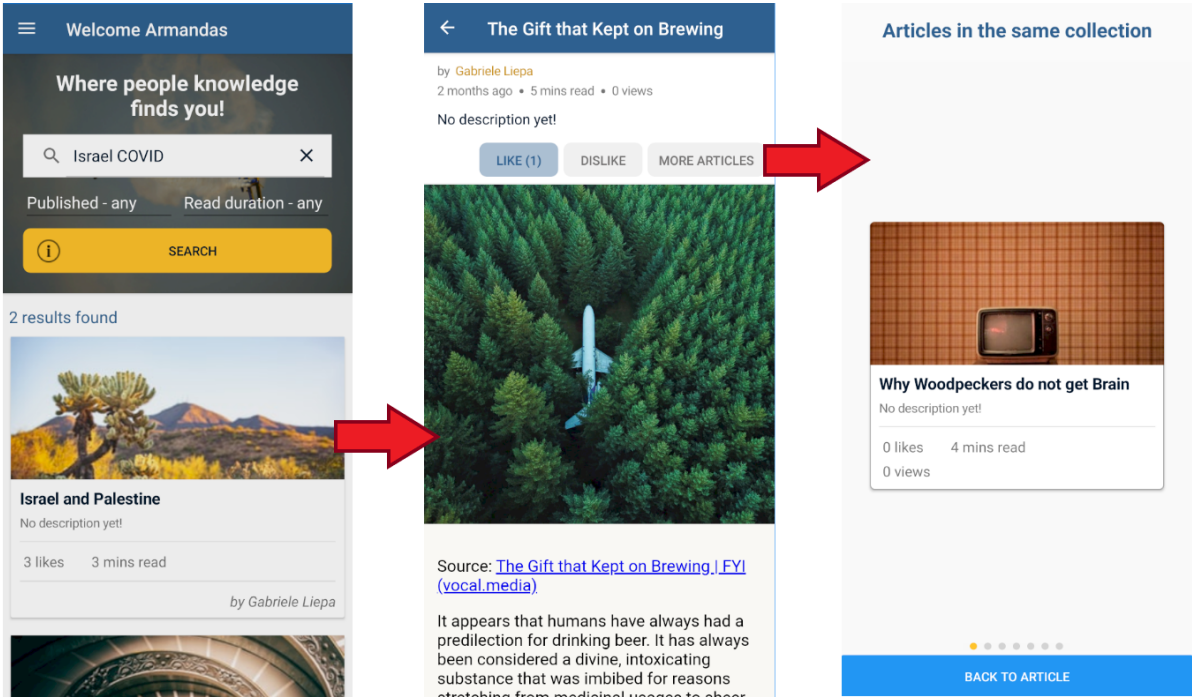 Welcome Armandas
Where people knowledge
finds you!
Israel COVID
Published - any
Read duration - any
SEARCH
2 results found
Israel and Palestine
No description yet!
3 likes
3 mins read
by Gabriele Liepa
The Gift that Kept on Brewing
by Gabriele Liepa
2 months ago • 5 mins read • 0 views
No description yet!
LIKE (1)
DISLIKE
MORE ARTICLES
Source: The Gift that Kept on Brewing | FYI
(vocal.media)
It appears that humans have always had a
predilection for drinking beer. It has always
been considered a divine, intoxicating
substance that was imbibed for reasons
stretching from medicinal usages to sheer
Articles in the same collection
Why Woodpeckers do not get Brain
No description yet!
0 likes
4 mins read
0 views
BACK TO ARTICLE